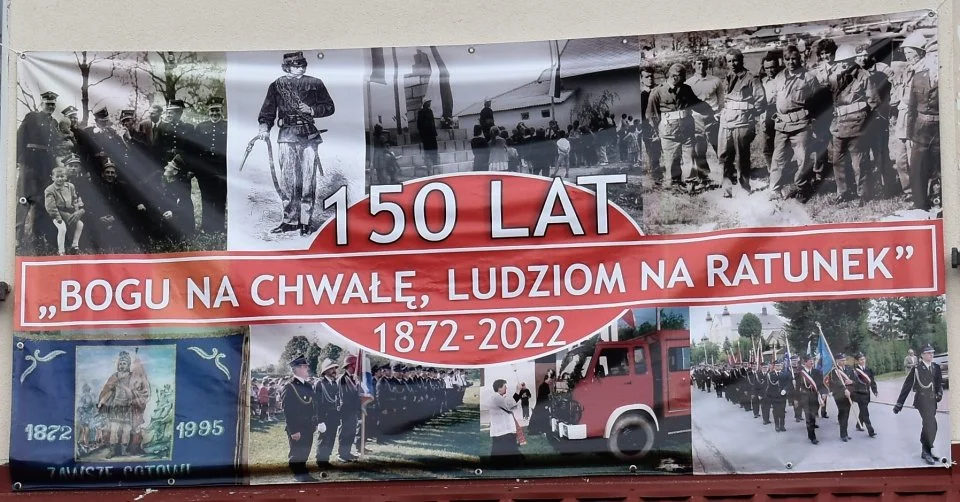 150 LAT
„BOGU NA CHWAŁĘ, LUDZIOM NA RATUNEK”
1872-2022
1872 1995
ZAWSZE GOTOWI